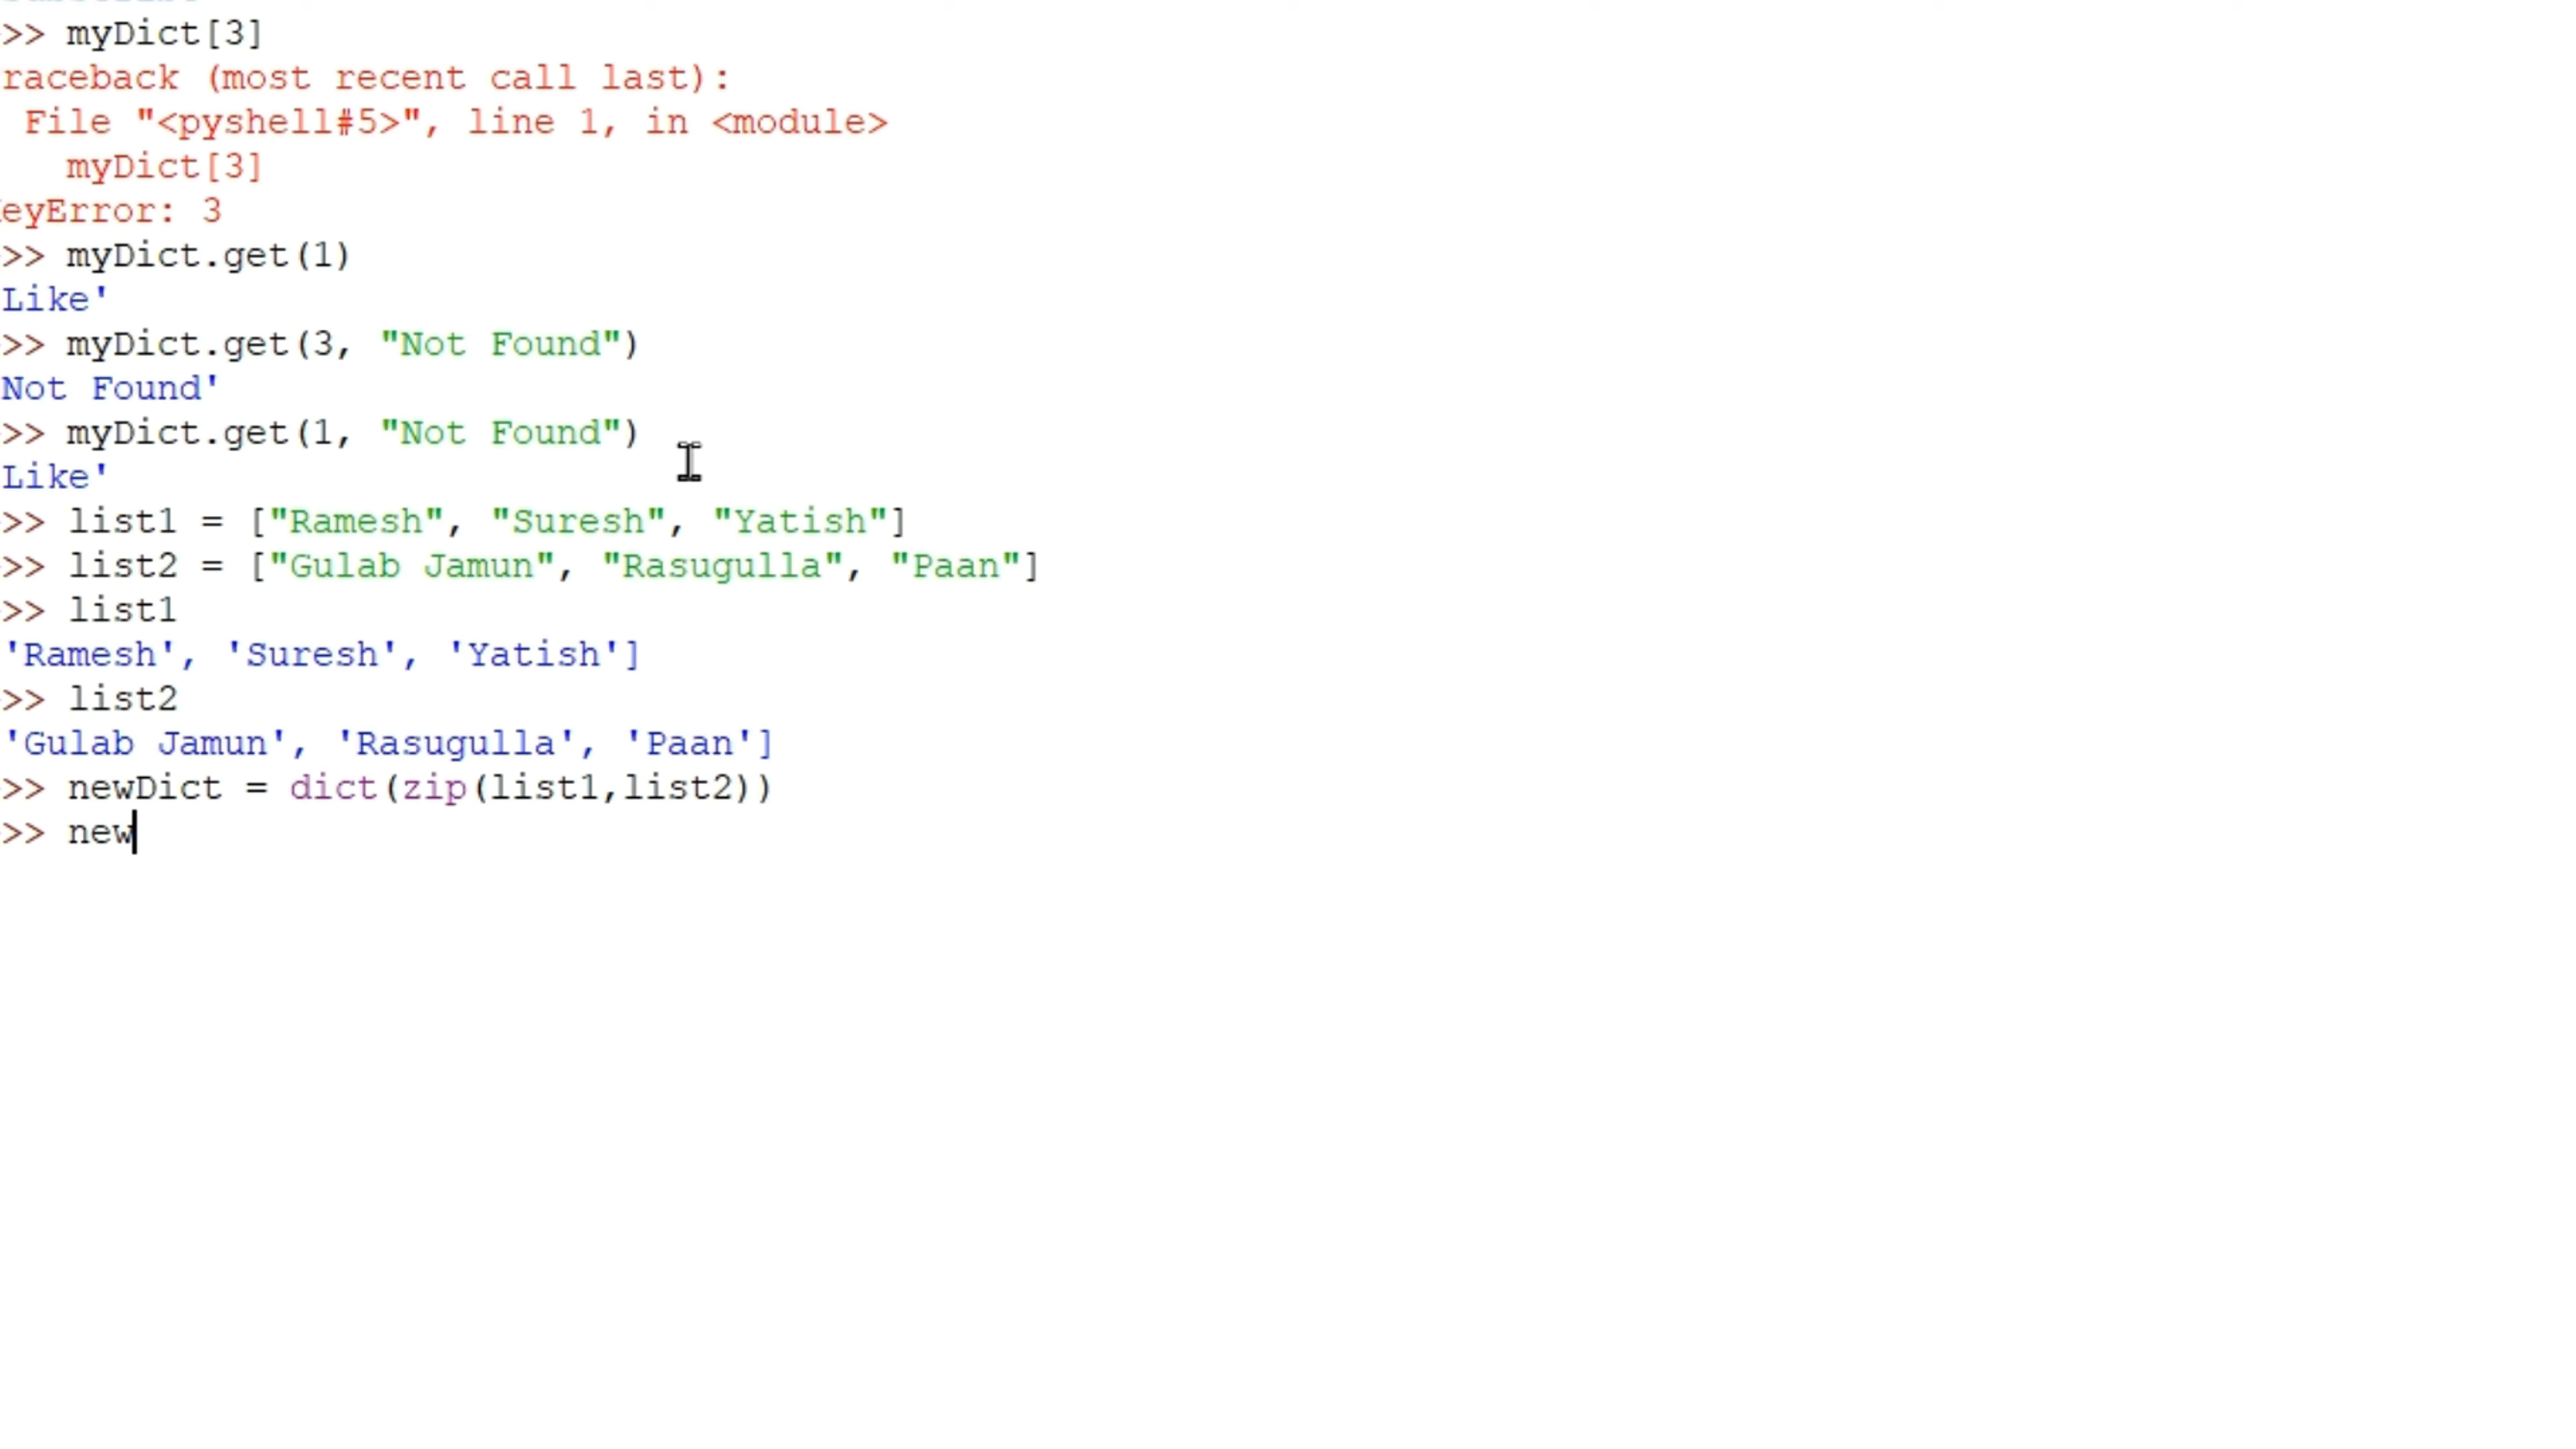 >> myDict[3]
raceback (most recent call last):
File "<pyshell#5>", line 1, in <module>
myDict[3]
eyError: 3
>> myDict.get(1)
Like'
>> myDict.get(3, "Not Found")
Not Found'
>> myDict.get(1, "Not Found")
Like'
>> list1 = ["Ramesh", "Suresh", "Yatish"]
>> list2 = ["Gulab Jamun", "Rasugulla", "Paan"]
>> list1
'Ramesh', 'Suresh', 'Yatish']
>> list2
'Gulab Jamun', 'Rasugulla', 'Paan']
>> newDict = dict(zip(list1,list2))
>> new